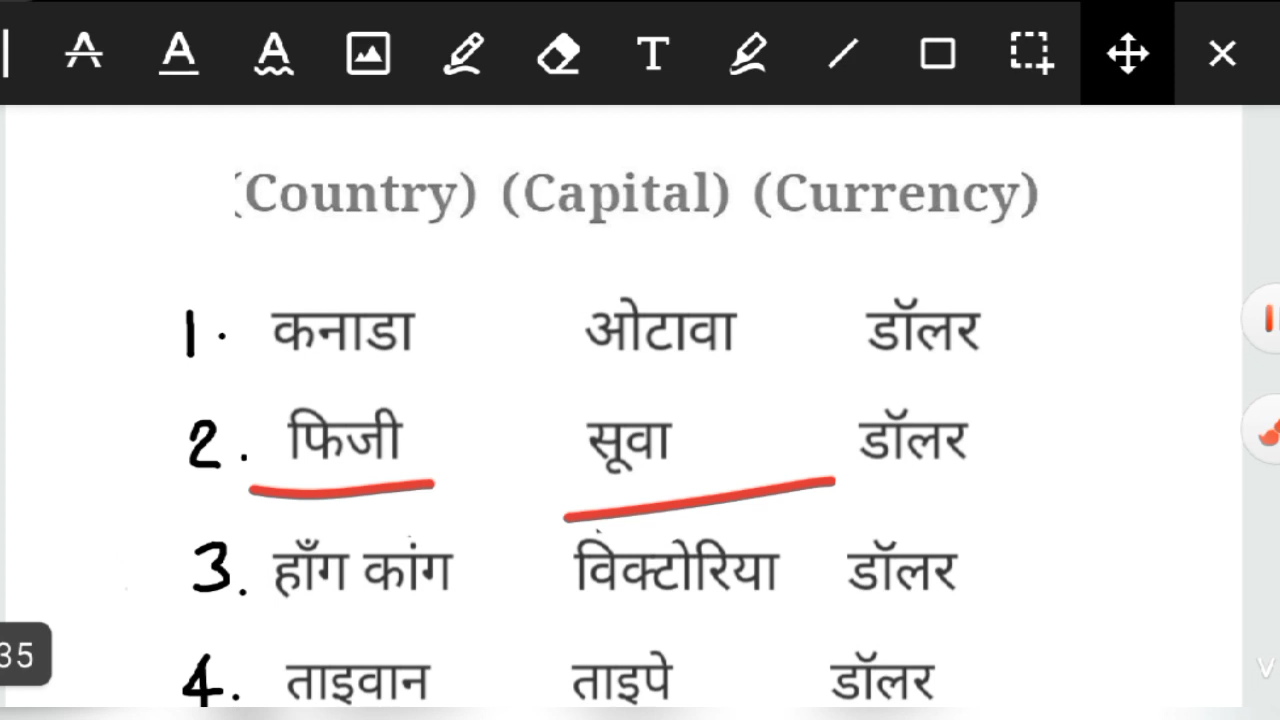 (Country) (Capital) (Currency)
1. कनाडा ओटावा डॉलर
2. फिजी सूवा डॉलर
3. हाँग कांग विक्टोरिया डॉलर
35
4. ताइवान ताइपे डॉलर